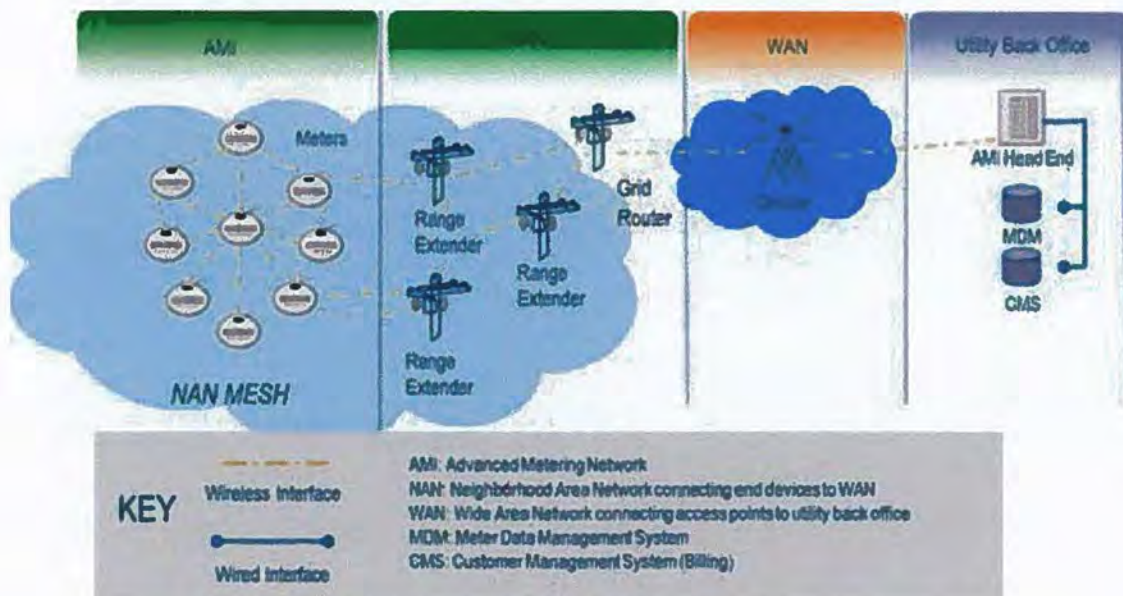 AMI
WAN
Utility Back Office
Meters
Range
Extender
Grid
Router
Range
Extender
Range
Extender
AMI Head End
MDM
CMS
NAN MESH
KEY
Wireless Interface
Wired Interface
AMI: Advanced Metering Network
NAN: Neighborhood Area Network connecting end devices to WAN
WAN: Wide Area Network connecting access points to utility back office
MDM: Meter Data Management System
CMS: Customer Management System (Billing)